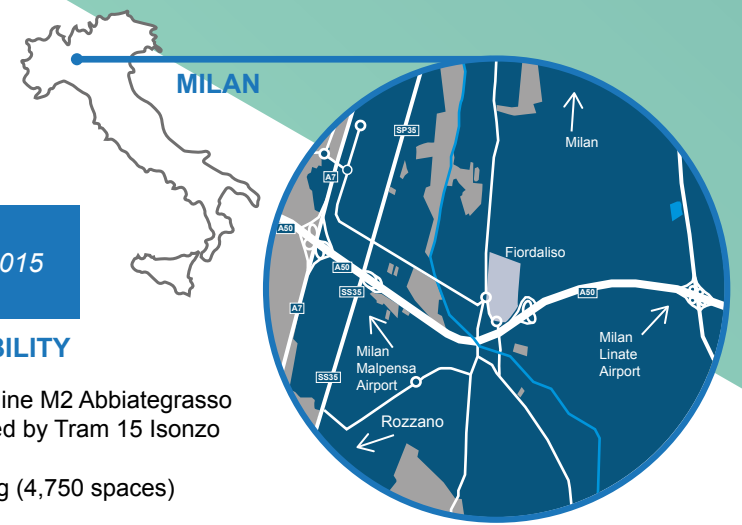 MILAN
SP35
Milan
A7
A50
Fiordaliso
A50
SS35
A50
A7
Milan
Malpensa
Airport
Milan
Linate
Airport
SS35
Rozzano
015
BILITY
ine M2 Abbiategrasso
ed by Tram 15 Isonzo
g (4,750 spaces)